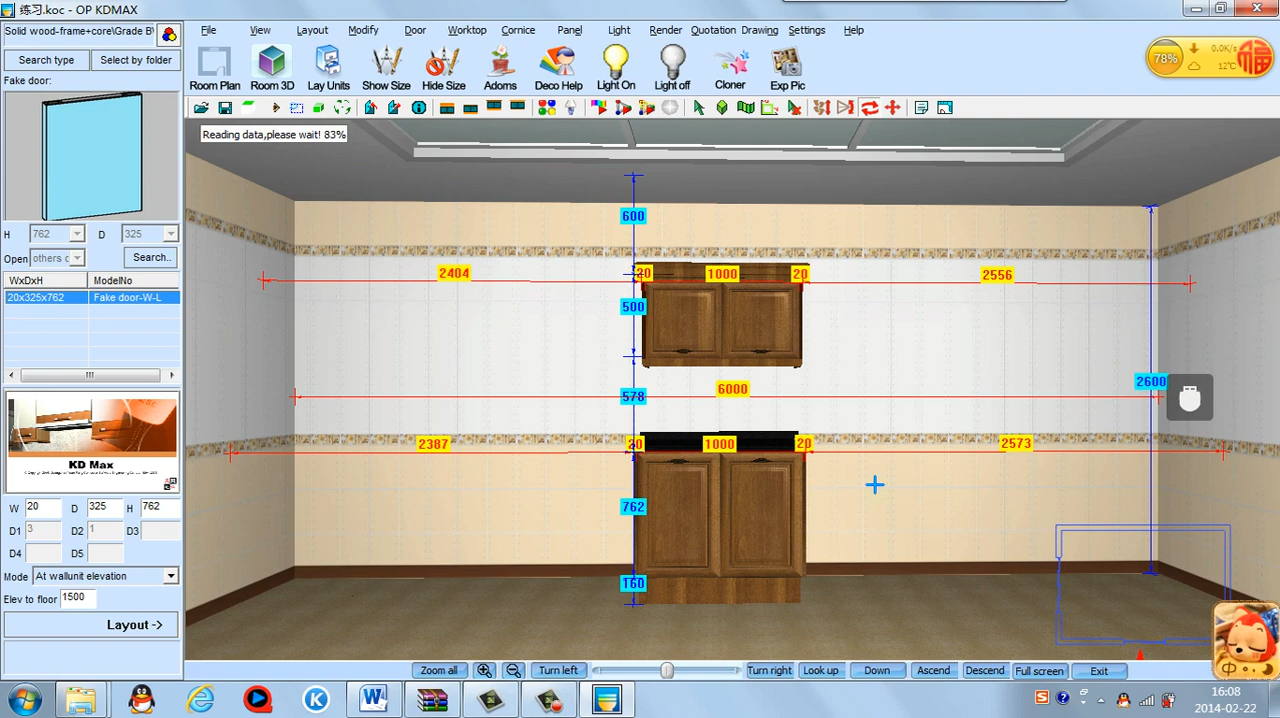 练习.koc - OP KDMAX
Solid wood-frame+core\Grade B\
File View Layout Modify Door Worktop Cornice Panel Light Render Quotation Drawing Settings Help
Search type Select by folder
Room Plan Room 3D Lay Units Show Size Hide Size Adorns Deco Help Light On Light off Cloner Exp Pic
78% 0.0K/s
12℃
福
Fake door:
Reading data,please wait! 83%
H 762 D 325
Open others c Search..
WxDxH ModelNo
20x325x762 Fake door-W-L
600
2404 20 1000 20 2556
500
2600
6000
578
2387 20 1000 20 2573
762
160
KD Max
W 20 D 325 H 762
D1 3 D2 1 D3
D4 D5
Mode At wallunit elevation
Elev to floor 1500
Layout ->
中
Zoom all Turn left Turn right Look up Down Ascend Descend Full screen Exit
16:08
2014-02-22